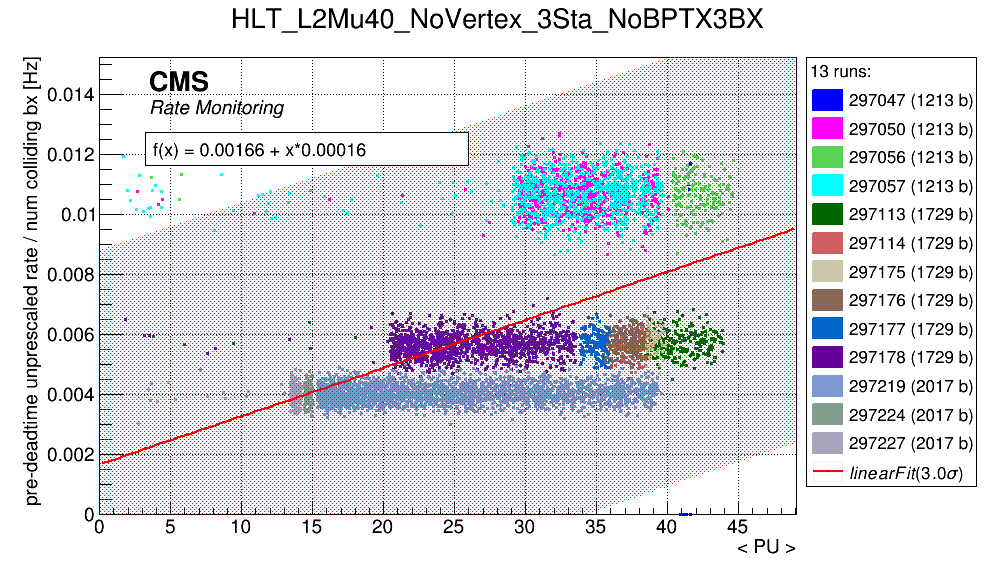 HLT_L2Mu40_NoVertex_3Sta_NoBPTX3BX
pre-deadtime unprescaled rate / num colliding bx [Hz]
CMS
Rate Monitoring
f(x) = 0.00166 + x*0.00016
0.014
0.012
0.01
0.008
0.006
0.004
0.002
0
0 5 10 15 20 25 30 35 40 45
< PU >
13 runs:
297047 (1213 b)
297050 (1213 b)
297056 (1213 b)
297057 (1213 b)
297113 (1729 b)
297114 (1729 b)
297175 (1729 b)
297176 (1729 b)
297177 (1729 b)
297178 (1729 b)
297219 (2017 b)
297224 (2017 b)
297227 (2017 b)
linearFit(3.0σ)